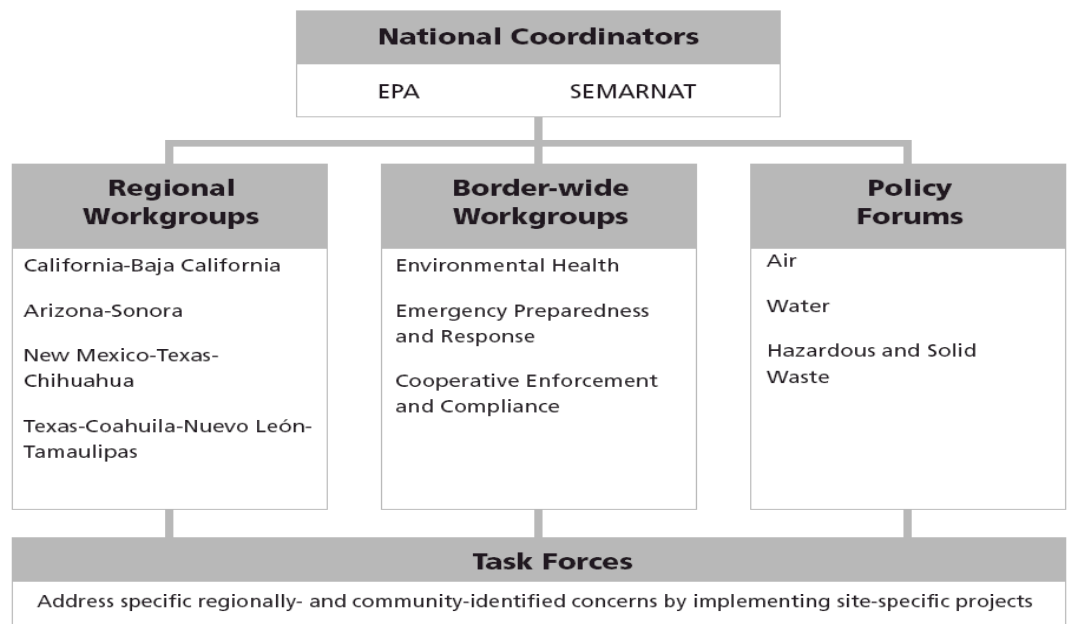 National Coordinators
EPA SEMARNAT
Regional
Workgroups
California-Baja California
Arizona-Sonora
New Mexico-Texas-
Chihuahua
Texas-Coahuila-Nuevo León-
Tamaulipas
Border-wide
Workgroups
Environmental Health
Emergency Preparedness
and Response
Cooperative Enforcement
and Compliance
Policy
Forums
Air
Water
Hazardous and Solid
Waste
Task Forces
Address specific regionally- and community-identified concerns by implementing site-specific projects